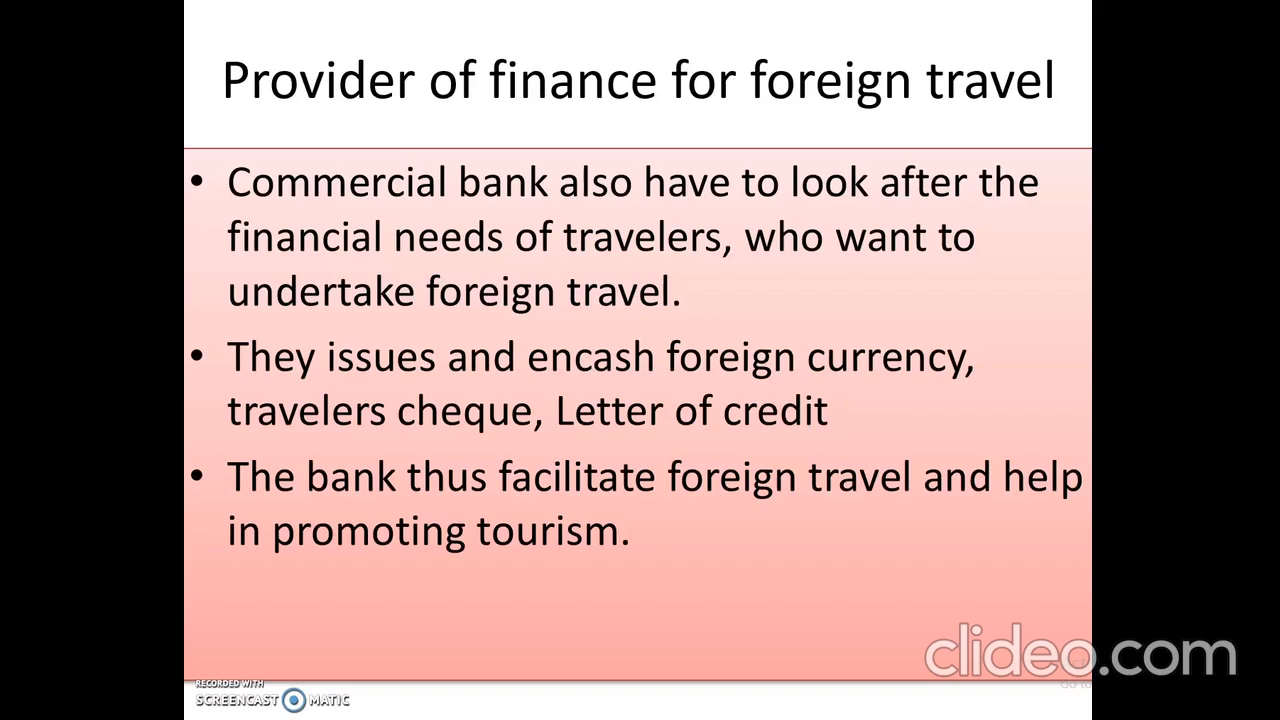 Provider of finance for foreign travel
• Commercial bank also have to look after the
financial needs of travelers, who want to
undertake foreign travel.
• They issues and encash foreign currency,
travelers cheque, Letter of credit
• The bank thus facilitate foreign travel and help
in promoting tourism.
clideo.com
RECORDED WITH
SCREENCAST MATIC